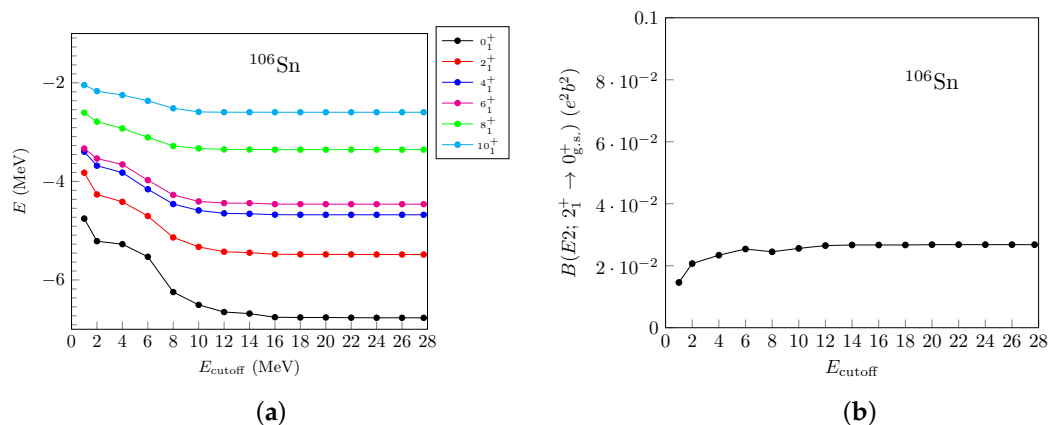 ¹⁰⁶Sn
−2
−4
−6
E (MeV)
0 2 4 6 8 10 12 14 16 18 20 22 24 26 28
E_cutoff (MeV)
0₁⁺
2₁⁺
4₁⁺
6₁⁺
8₁⁺
10₁⁺
(a)
0.1
8·10⁻²
6·10⁻²
4·10⁻²
2·10⁻²
0
B(E2; 2₁⁺ → 0⁺_g.s.) (e²b²)
¹⁰⁶Sn
0 2 4 6 8 10 12 14 16 18 20 22 24 26 28
E_cutoff
(b)